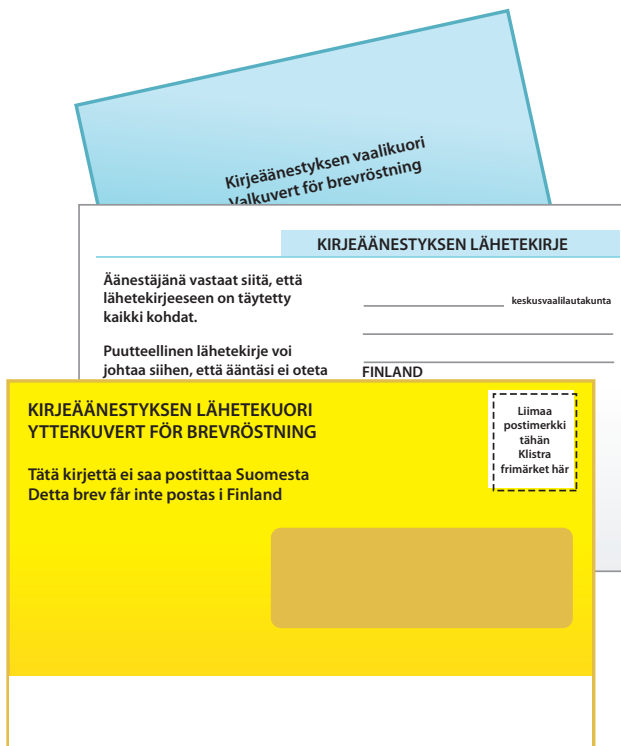 Kirjeäänestyksen vaalikuori
Valkuvert för brevröstning
KIRJEÄÄNESTYKSEN LÄHETEKIRJE
Äänestäjänä vastaat siitä, että
lähetekirjeeseen on täytetty
kaikki kohdat.
keskusvaalilautakunta
Puutteellinen lähetekirje voi
johtaa siihen, että ääntäsi ei oteta
FINLAND
KIRJEÄÄNESTYKSEN LÄHETEKUORI
YTTERKUVERT FÖR BREVRÖSTNING
Tätä kirjettä ei saa postittaa Suomesta
Detta brev får inte postas i Finland
Liimaa
postimerkki
tähän
Klistra
frimärket här